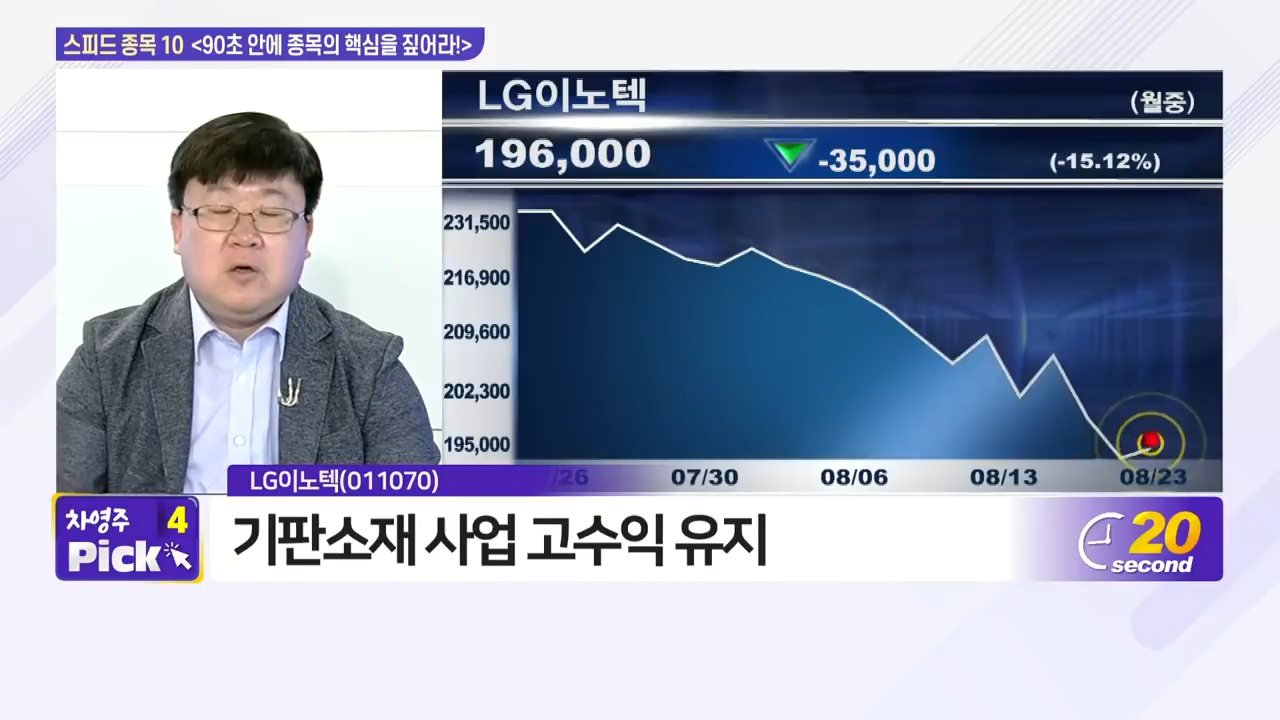 스피드 종목 10 <90초 안에 종목의 핵심을 짚어라!>
LG이노텍
(월중)
196,000
-35,000
(-15.12%)
231,500
216,900
209,600
202,300
195,000
/26
07/30
08/06
08/13
08/23
LG이노텍(011070)
차영주 4
Pick
기판소재 사업 고수익 유지
20
second